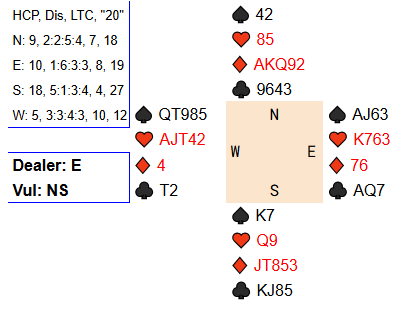 HCP, Dis, LTC, "20"
N: 9, 2:2:5:4, 7, 18
E: 10, 1:6:3:3, 8, 19
S: 18, 5:1:3:4, 4, 27
W: 5, 3:3:4:3, 10, 12
Dealer: E
Vul: NS
♠ 42
♥ 85
♦ AKQ92
♣ 9643
♠ QT985
♥ AJT42
♦ 4
♣ T2
N
W E
S
♠ AJ63
♥ K763
♦ 76
♣ AQ7
♠ K7
♥ Q9
♦ JT853
♣ KJ85